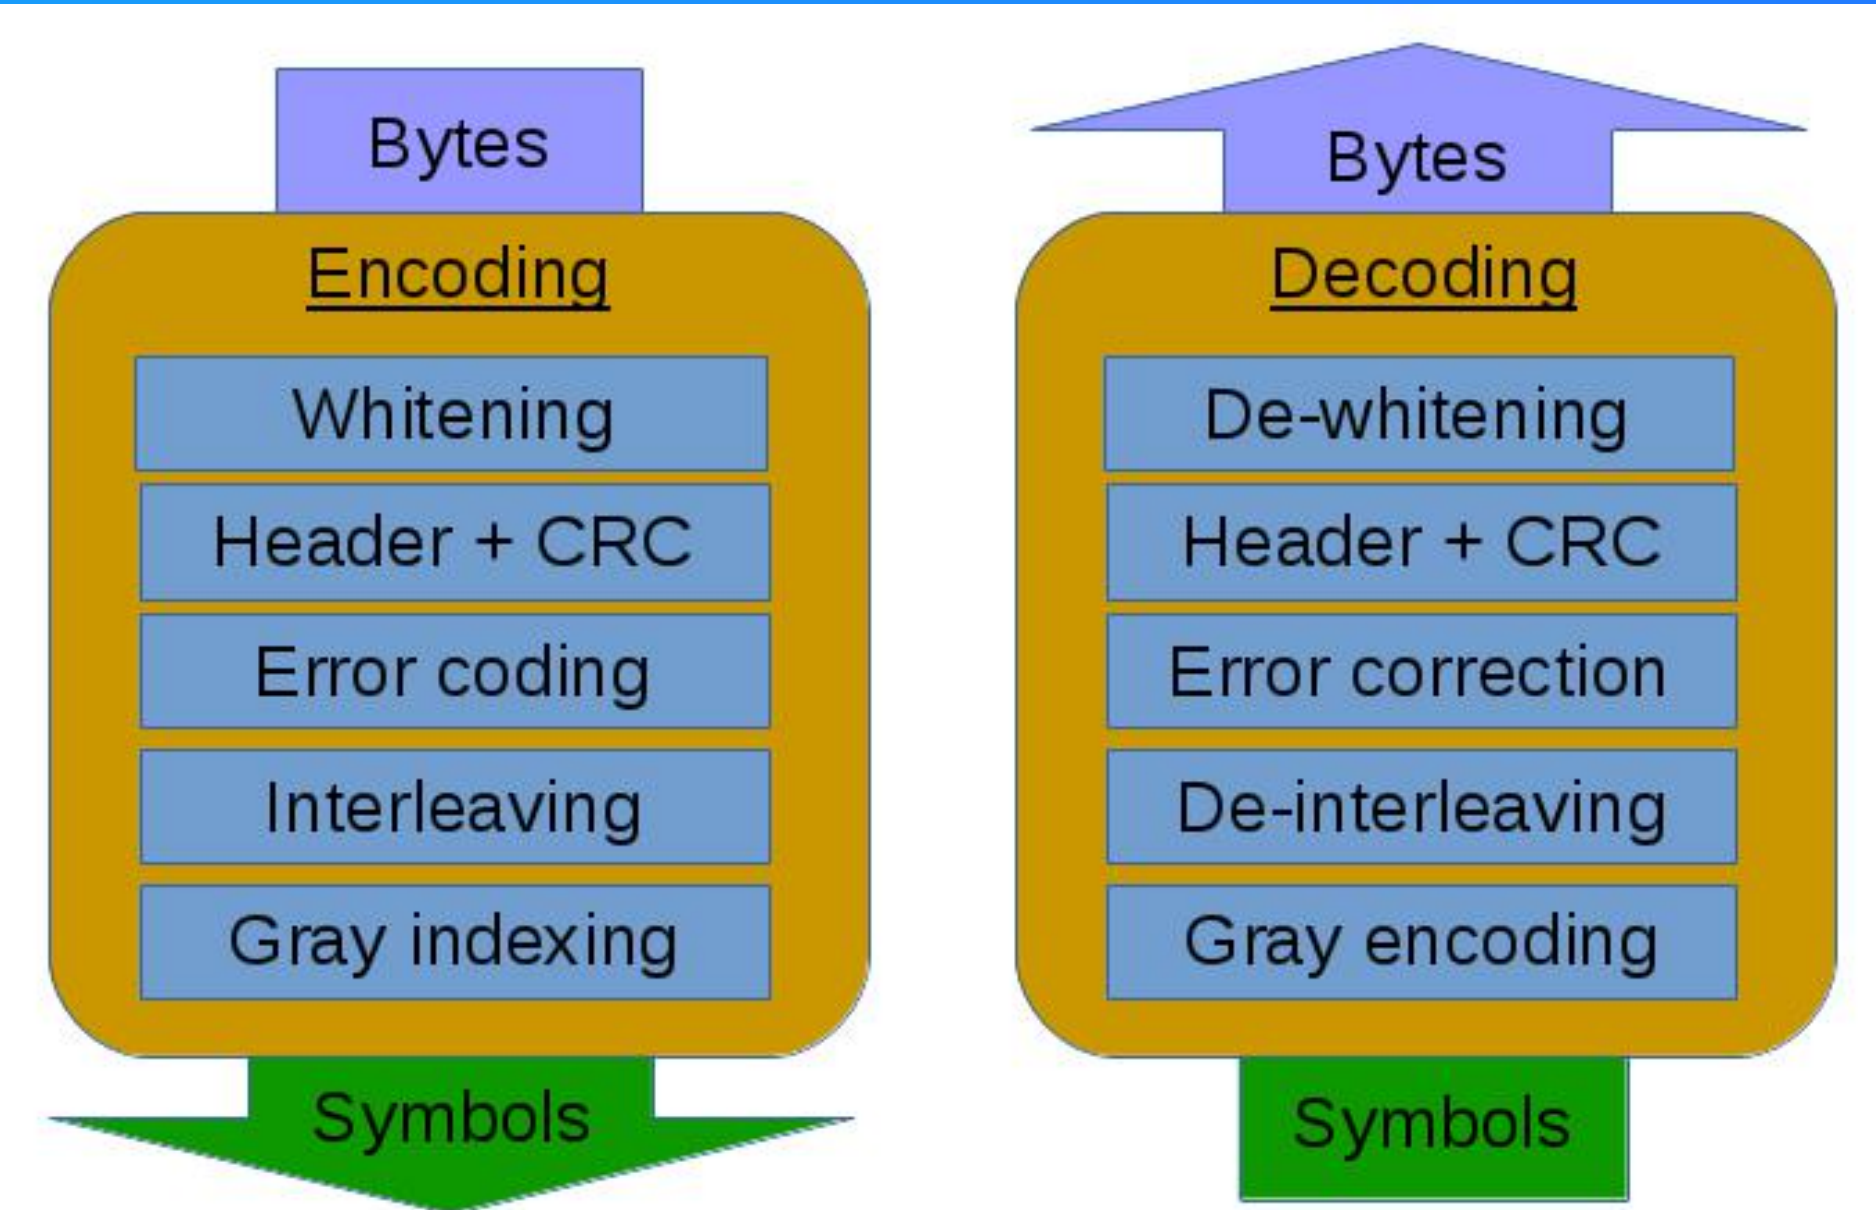 Bytes
Encoding
Whitening
Header + CRC
Error coding
Interleaving
Gray indexing
Symbols
Bytes
Decoding
De-whitening
Header + CRC
Error correction
De-interleaving
Gray encoding
Symbols